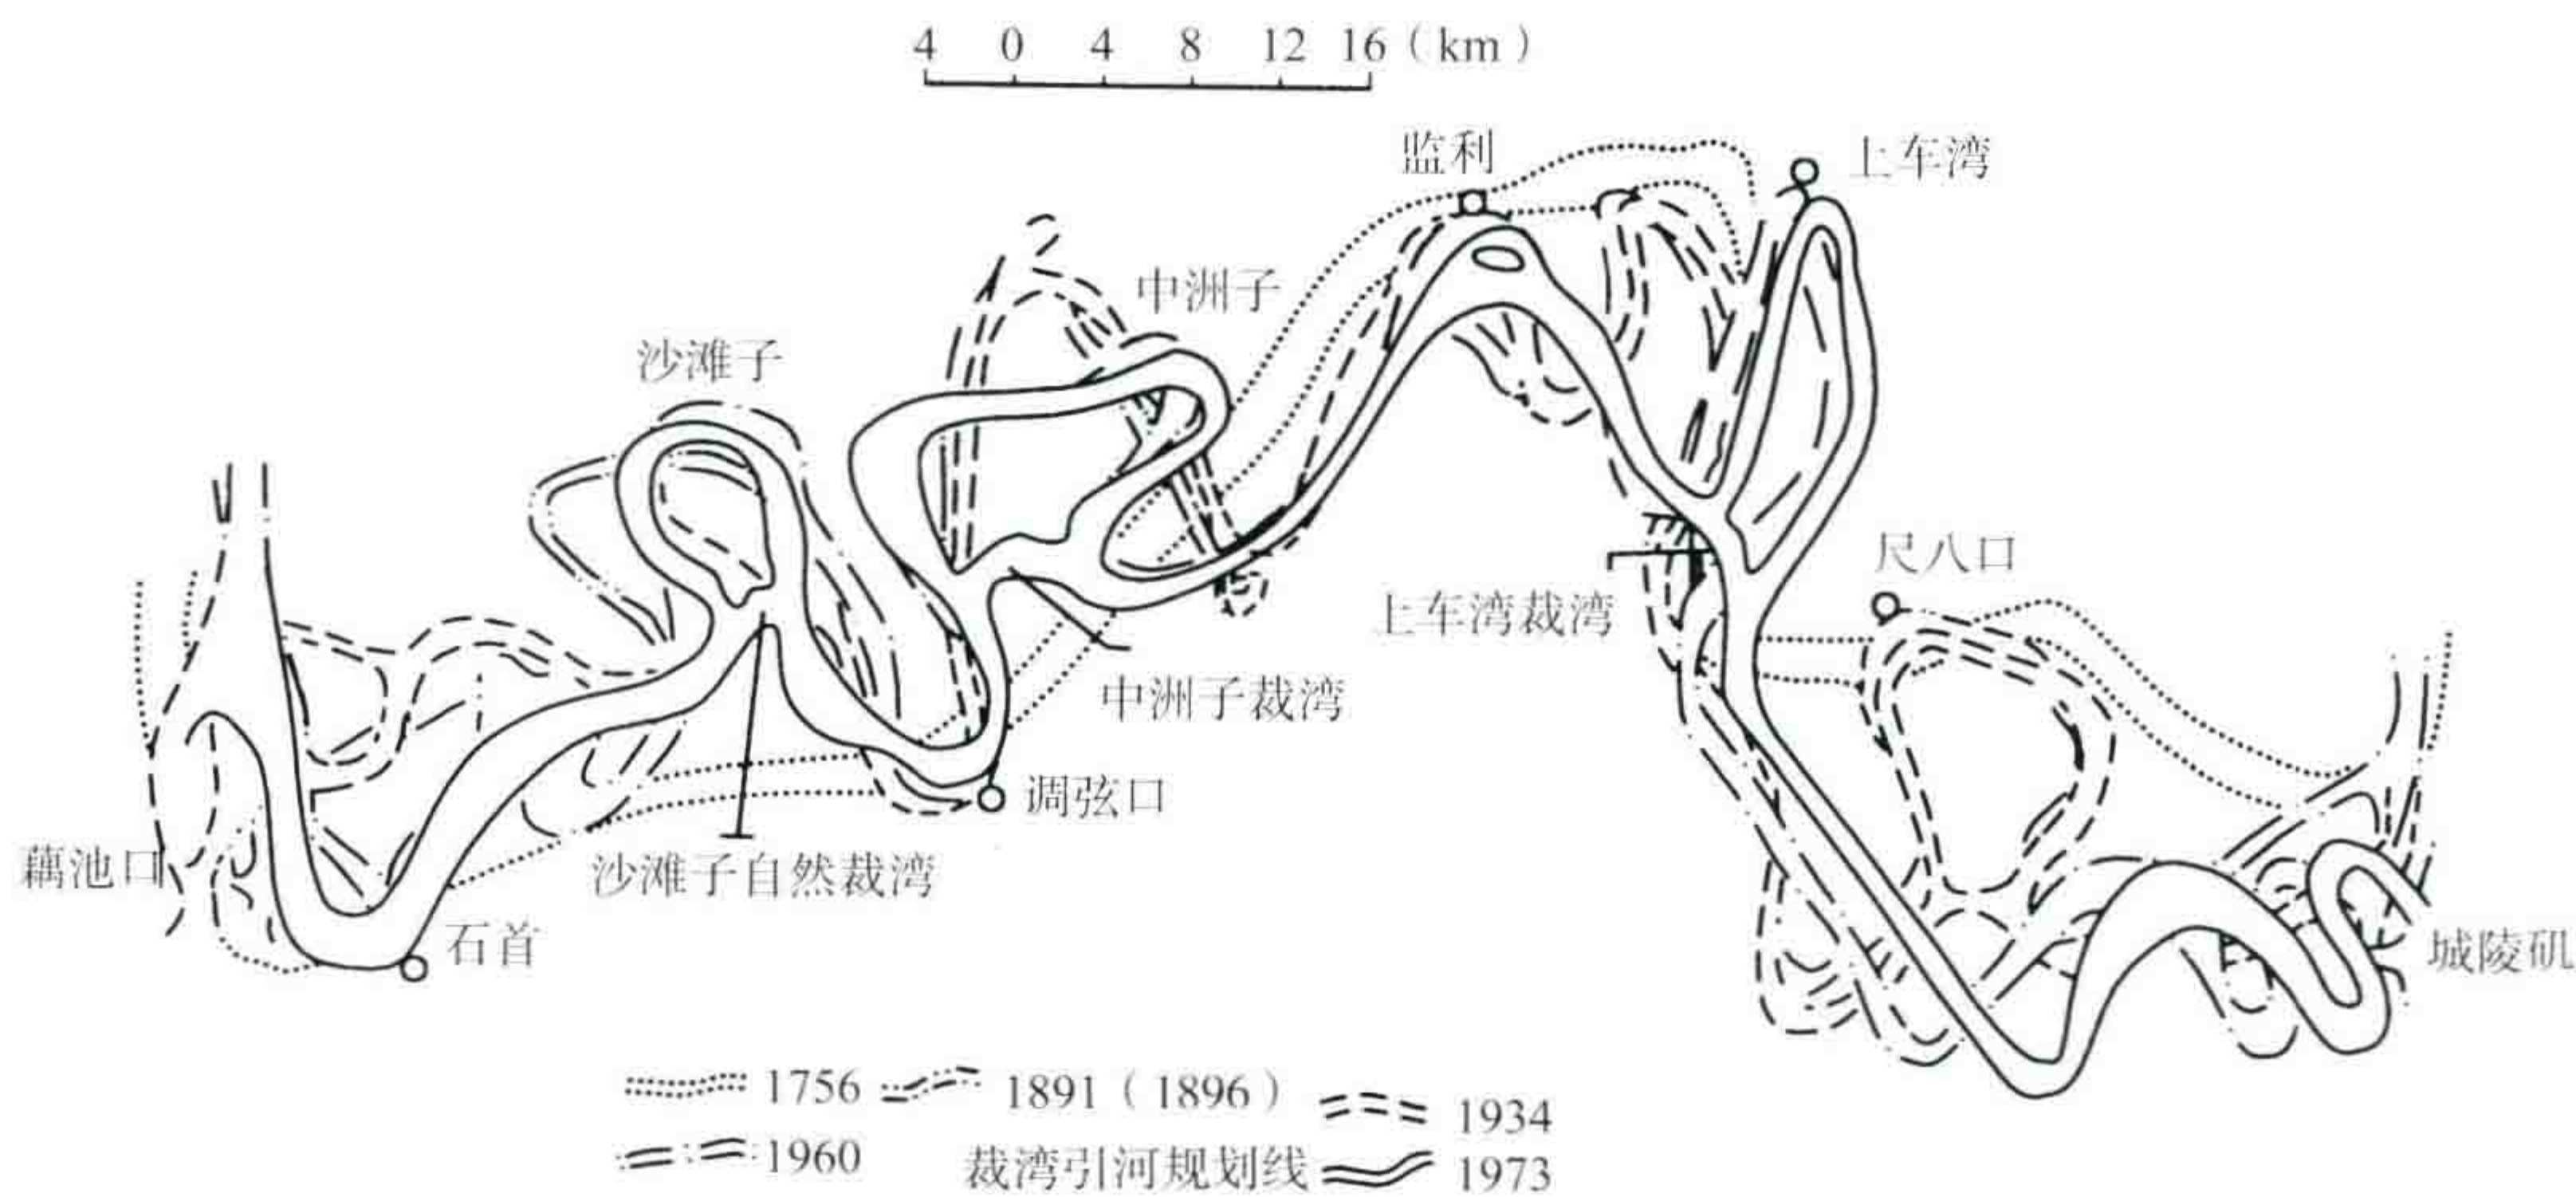 4 0 4 8 12 16（km）
监利
上车湾
中洲子
沙滩子
尺八口
上车湾裁湾
中洲子裁湾
调弦口
藕池口
沙滩子自然裁湾
石首
城陵矶
1756 1891（1896） 1934
1960 裁湾引河规划线 1973